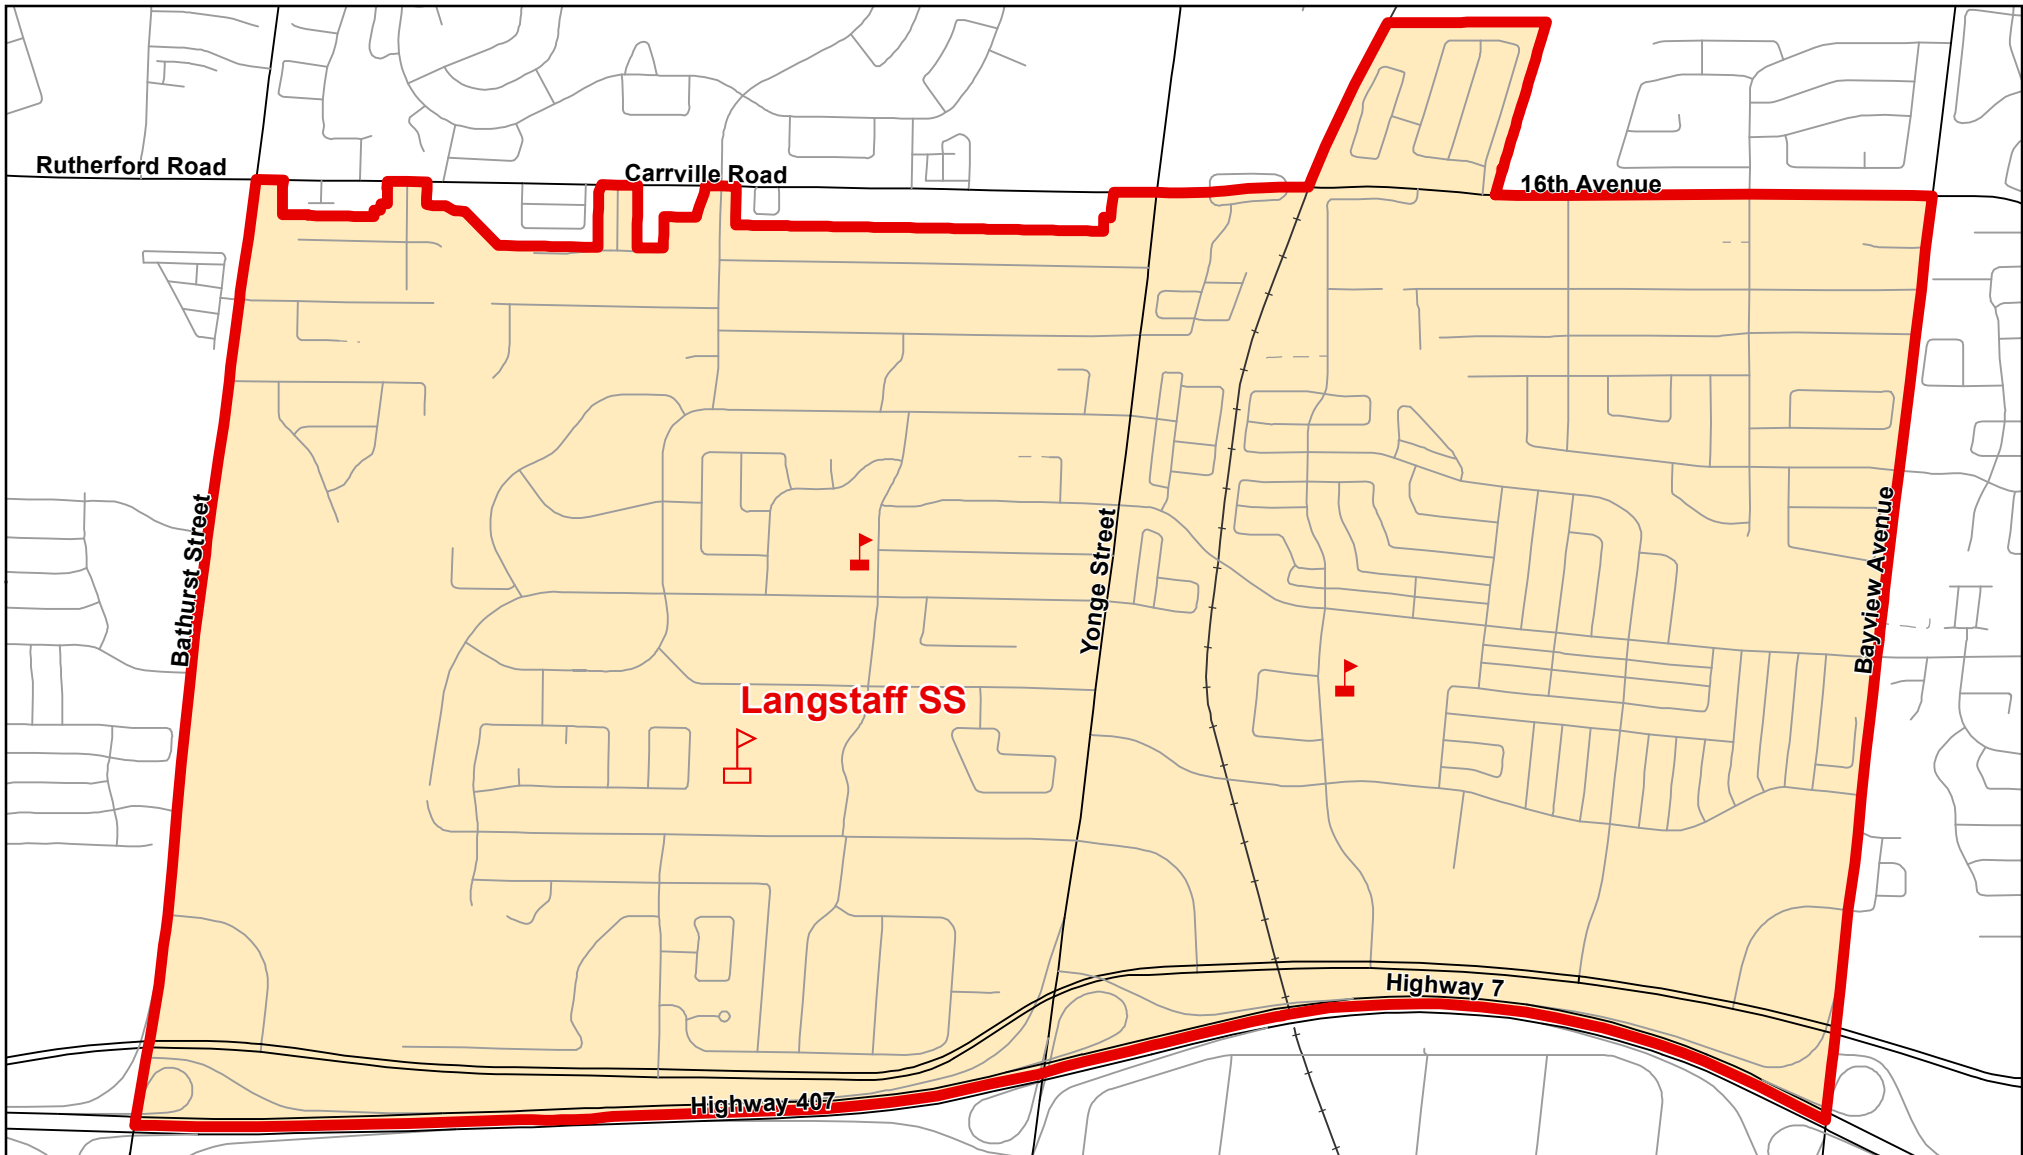 Rutherford Road
Carrville Road
16th Avenue
Bathurst Street
Yonge Street
Bayview Avenue
Langstaff SS
Highway 7
Highway 407